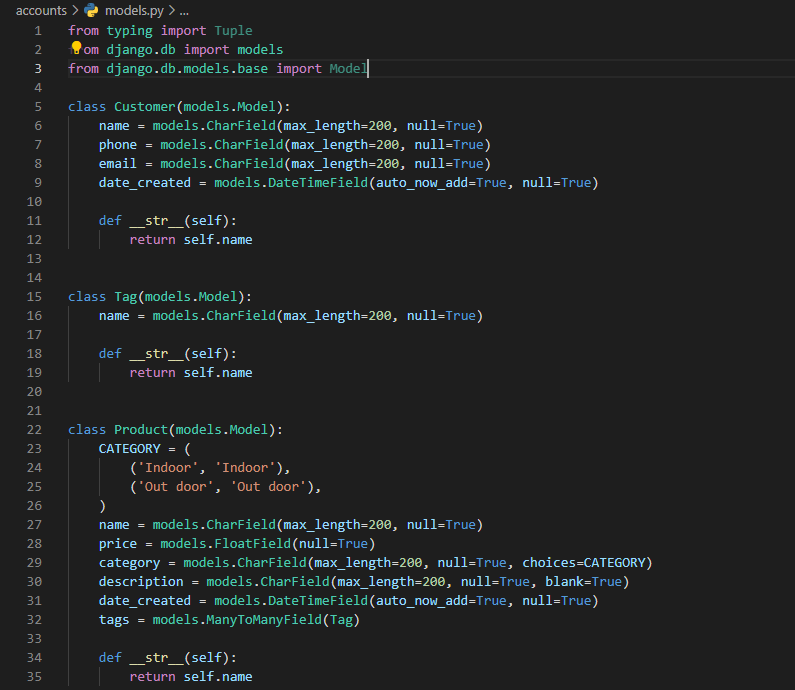 accounts > models.py > ...
1 from typing import Tuple
2 from django.db import models
3 from django.db.models.base import Model
4
5 class Customer(models.Model):
6     name = models.CharField(max_length=200, null=True)
7     phone = models.CharField(max_length=200, null=True)
8     email = models.CharField(max_length=200, null=True)
9     date_created = models.DateTimeField(auto_now_add=True, null=True)
10
11     def __str__(self):
12         return self.name
13
14
15 class Tag(models.Model):
16     name = models.CharField(max_length=200, null=True)
17
18     def __str__(self):
19         return self.name
20
21
22 class Product(models.Model):
23     CATEGORY = (
24         ('Indoor', 'Indoor'),
25         ('Out door', 'Out door'),
26     )
27     name = models.CharField(max_length=200, null=True)
28     price = models.FloatField(null=True)
29     category = models.CharField(max_length=200, null=True, choices=CATEGORY)
30     description = models.CharField(max_length=200, null=True, blank=True)
31     date_created = models.DateTimeField(auto_now_add=True, null=True)
32     tags = models.ManyToManyField(Tag)
33
34     def __str__(self):
35         return self.name